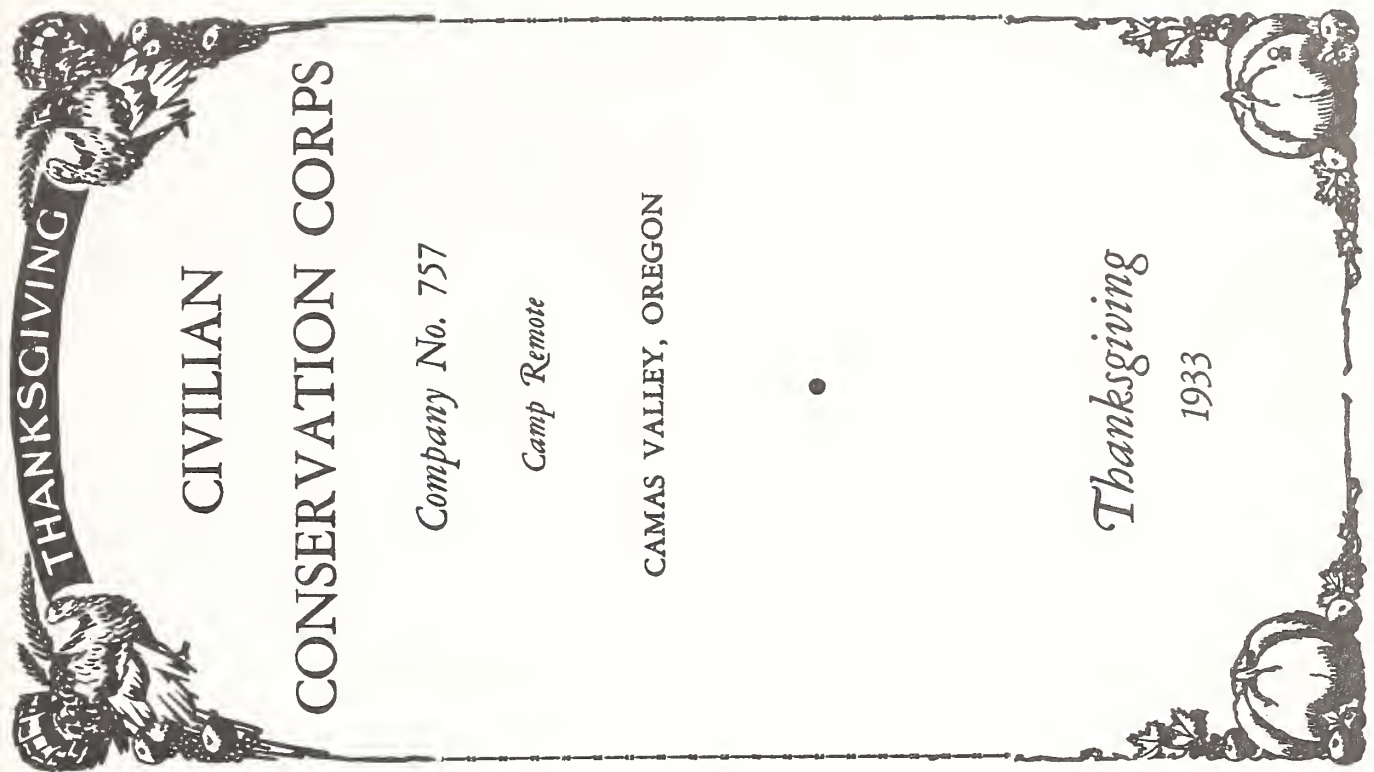 THANKSGIVING
CIVILIAN
CONSERVATION CORPS
Company No. 757
Camp Remote
CAMAS VALLEY, OREGON
Thanksgiving
1933